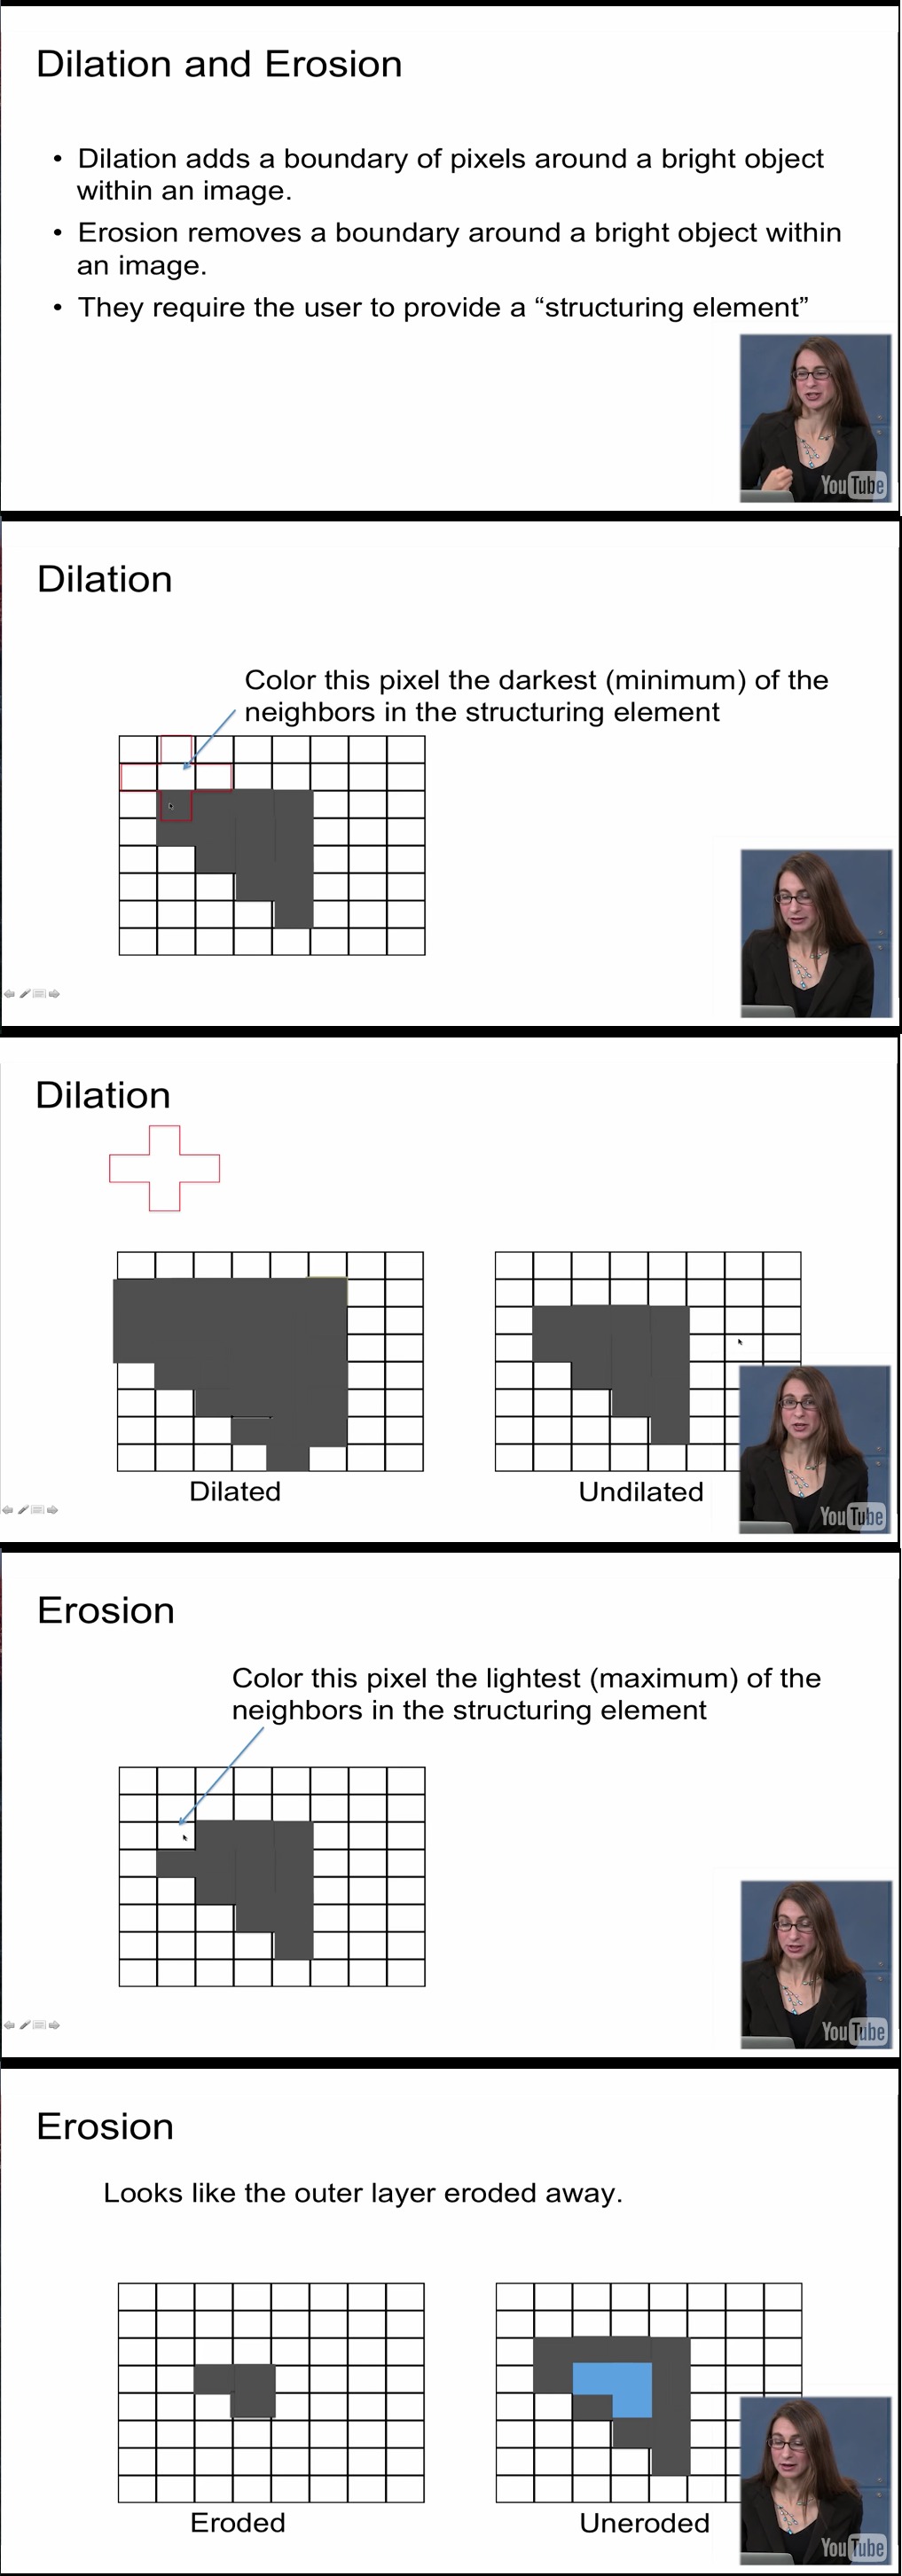 Dilation and Erosion
• Dilation adds a boundary of pixels around a bright object
within an image.
• Erosion removes a boundary around a bright object within
an image.
• They require the user to provide a “structuring element”
YouTube
Dilation
Color this pixel the darkest (minimum) of the
neighbors in the structuring element
Dilation
Dilated
Undilated
YouTube
Erosion
Color this pixel the lightest (maximum) of the
neighbors in the structuring element
YouTube
Erosion
Looks like the outer layer eroded away.
Eroded
Uneroded
YouTube